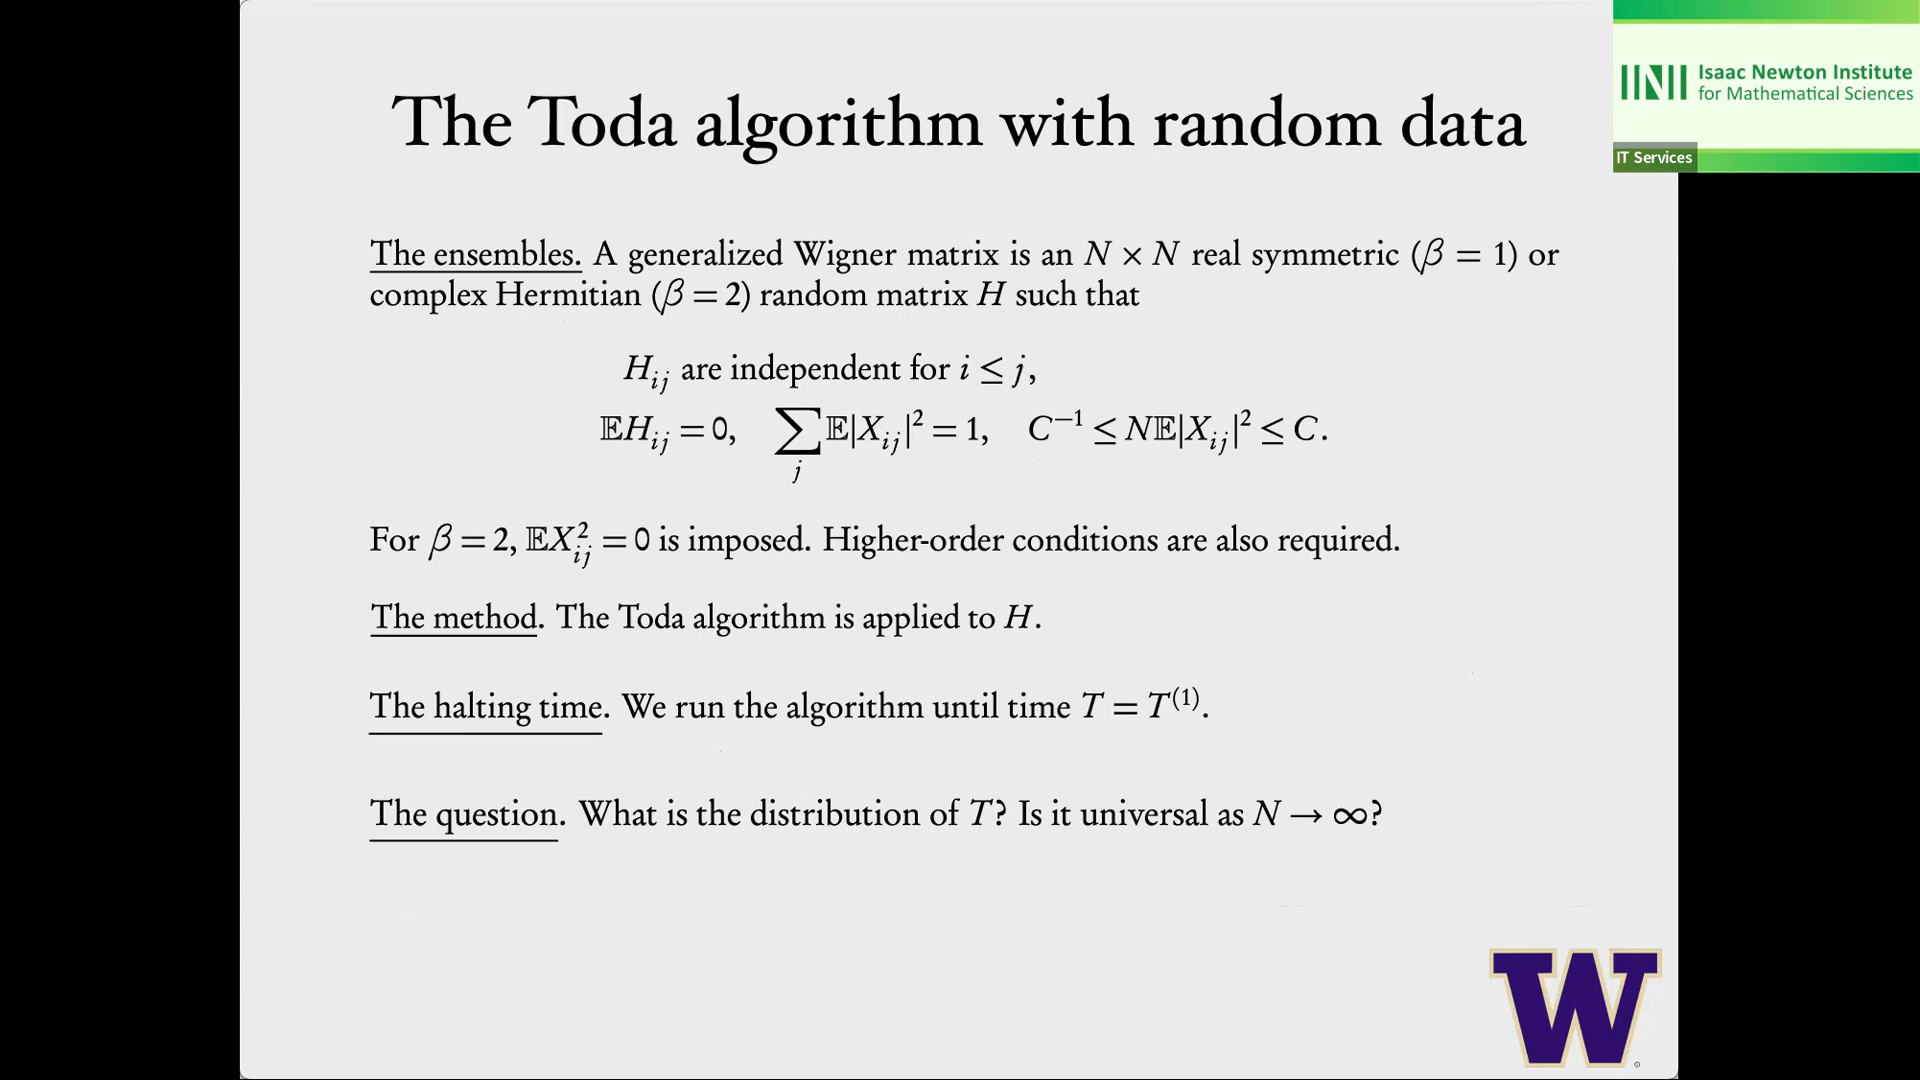 The Toda algorithm with random data
Isaac Newton Institute
for Mathematical Sciences
IT Services
The ensembles. A generalized Wigner matrix is an N × N real symmetric (β = 1) or
complex Hermitian (β = 2) random matrix H such that
H_{ij} are independent for i ≤ j,
𝔼H_{ij} = 0, ∑_j 𝔼|X_{ij}|² = 1, C⁻¹ ≤ N𝔼|X_{ij}|² ≤ C.
For β = 2, 𝔼X²_{ij} = 0 is imposed. Higher-order conditions are also required.
The method. The Toda algorithm is applied to H.
The halting time. We run the algorithm until time T = T⁽¹⁾.
The question. What is the distribution of T? Is it universal as N → ∞?
W